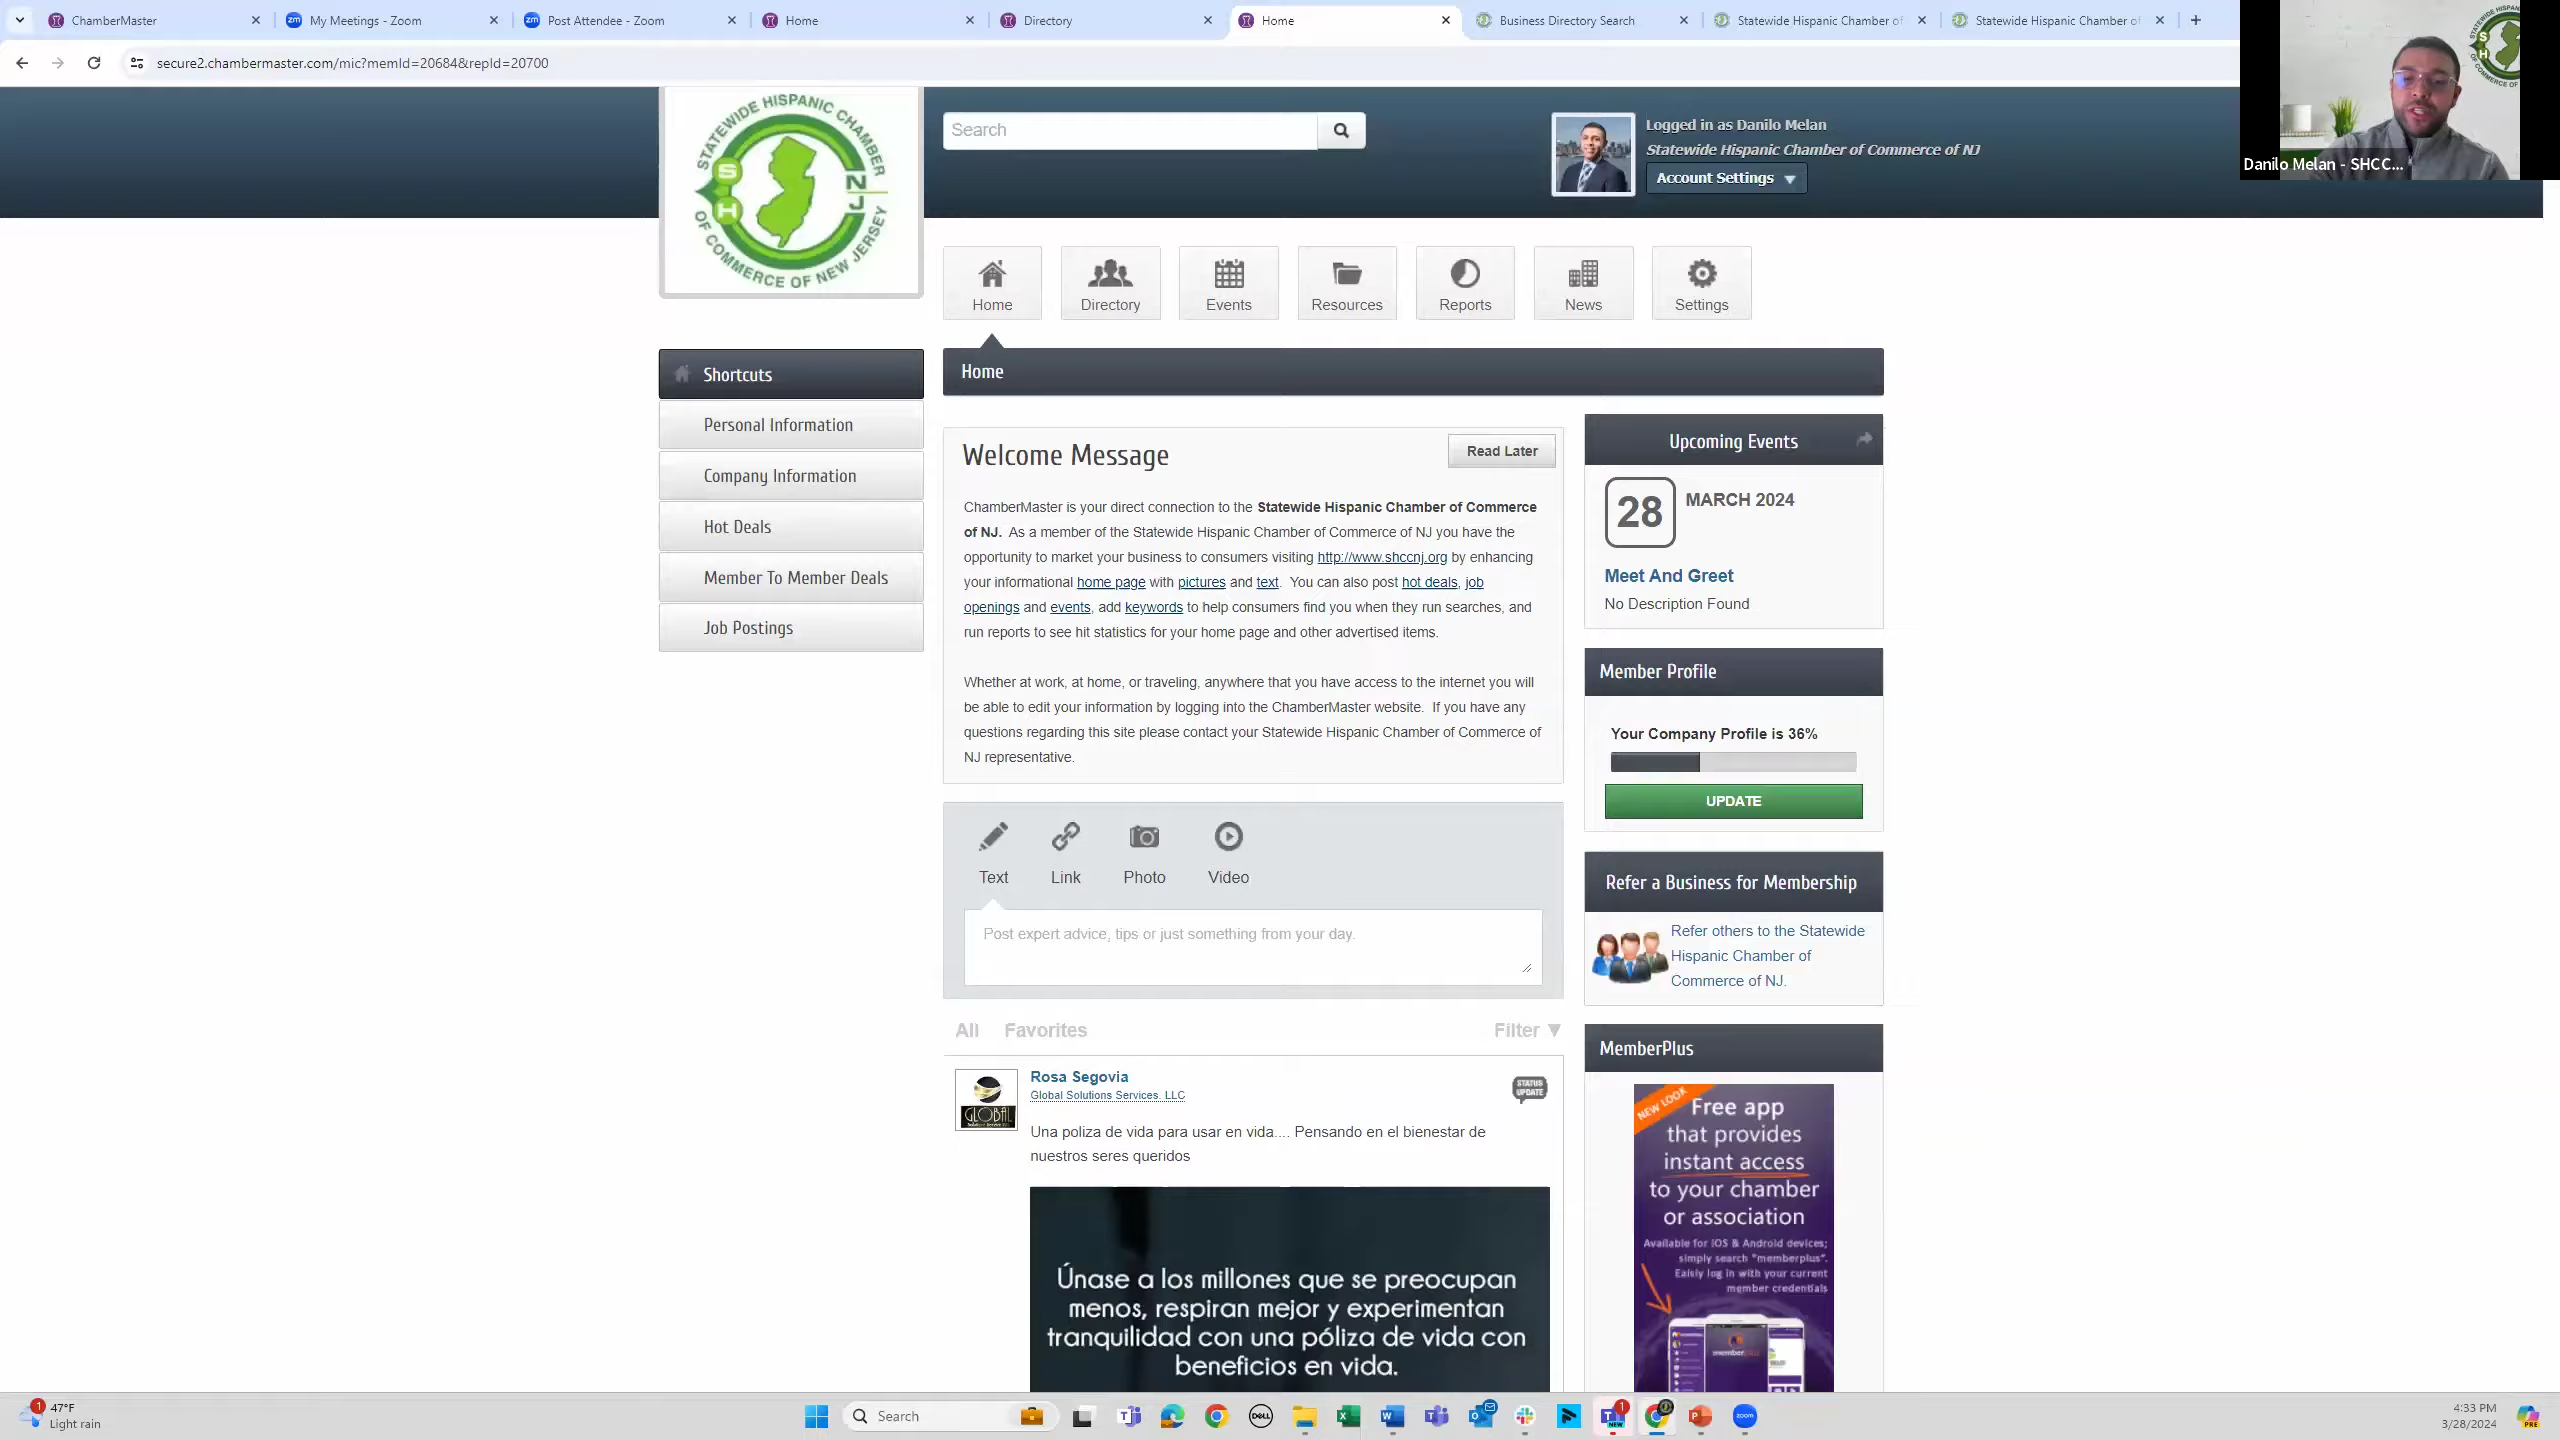 ChamberMaster
My Meetings - Zoom
Post Attendee - Zoom
Home
Directory
Home
Business Directory Search
Statewide Hispanic Chamber of
Statewide Hispanic Chamber of
secure2.chambermaster.com/mic?memId=20684&repId=20700
STATEWIDE HISPANIC CHAMBER
OF COMMERCE OF NEW JERSEY
S
H
NJ
Search
Logged in as Danilo Melan
Statewide Hispanic Chamber of Commerce of NJ
Account Settings
Danilo Melan - SHCC...
Home
Directory
Events
Resources
Reports
News
Settings
Shortcuts
Personal Information
Company Information
Hot Deals
Member To Member Deals
Job Postings
Home
Welcome Message
Read Later
ChamberMaster is your direct connection to the Statewide Hispanic Chamber of Commerce
of NJ. As a member of the Statewide Hispanic Chamber of Commerce of NJ you have the
opportunity to market your business to consumers visiting http://www.shccnj.org by enhancing
your informational home page with pictures and text. You can also post hot deals, job
openings and events, add keywords to help consumers find you when they run searches, and
run reports to see hit statistics for your home page and other advertised items.
Whether at work, at home, or traveling, anywhere that you have access to the internet you will
be able to edit your information by logging into the ChamberMaster website. If you have any
questions regarding this site please contact your Statewide Hispanic Chamber of Commerce of
NJ representative.
Text
Link
Photo
Video
Post expert advice, tips or just something from your day.
All
Favorites
Filter ▼
Rosa Segovia
Global Solutions Services. LLC
STATUS
UPDATE
GLOBAL
Una poliza de vida para usar en vida.... Pensando en el bienestar de
nuestros seres queridos
Únase a los millones que se preocupan
menos, respiran mejor y experimentan
tranquilidad con una póliza de vida con
beneficios en vida.
Upcoming Events
28
MARCH 2024
Meet And Greet
No Description Found
Member Profile
Your Company Profile is 36%
UPDATE
Refer a Business for Membership
Refer others to the Statewide
Hispanic Chamber of
Commerce of NJ.
MemberPlus
NEW LOOK
Free app
that provides
instant access
to your chamber
or association
Available for iOS & Android devices;
simply search "memberplus".
Eaisly log in with your current
member credentials
1
47°F
Light rain
Search
DELL
1
NEW
zoom
4:33 PM
3/28/2024
PRE